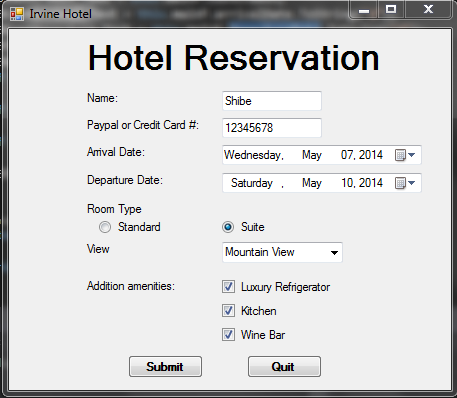 Irvine Hotel
Hotel Reservation
Name: Shibe
Paypal or Credit Card #: 12345678
Arrival Date: Wednesday, May 07, 2014
Departure Date: Saturday , May 10, 2014
Room Type
Standard Suite
View Mountain View
Addition amenities: Luxury Refrigerator
Kitchen
Wine Bar
Submit Quit